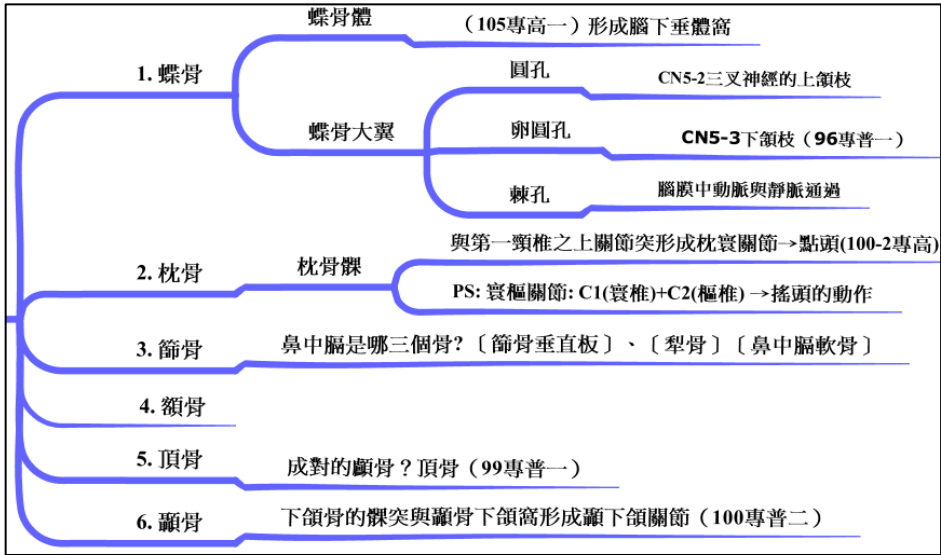 1. 蝶骨
蝶骨體
（105專高一）形成腦下垂體窩
蝶骨大翼
圓孔
CN5-2三叉神經的上頷枝
卵圓孔
CN5-3下頷枝（96專普一）
棘孔
腦膜中動脈與靜脈通過
2. 枕骨
枕骨髁
與第一頸椎之上關節突形成枕寰關節→點頭(100-2專高)
PS: 寰樞關節: C1(寰椎)+C2(樞椎) →搖頭的動作
3. 篩骨
鼻中膈是哪三個骨?〔篩骨垂直板〕、〔犁骨〕〔鼻中膈軟骨〕
4. 額骨
5. 頂骨
成對的顱骨？頂骨（99專普一）
6. 顳骨
下頜骨的髁突與顳骨下頜窩形成顳下頜關節（100專普二）